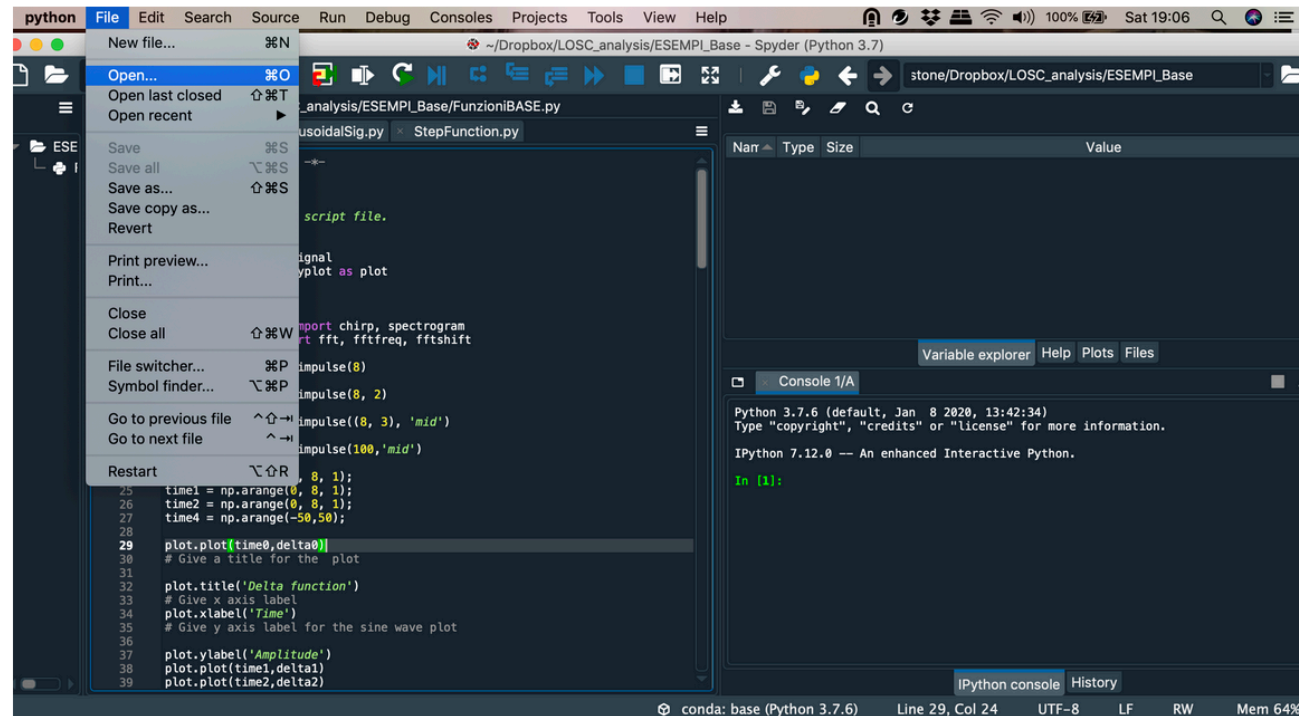 python File Edit Search Source Run Debug Consoles Projects Tools View Help 100% Sat 19:06
~/Dropbox/LOSC_analysis/ESEMPI_Base - Spyder (Python 3.7)
stone/Dropbox/LOSC_analysis/ESEMPI_Base
New file... ⌘N
Open... ⌘O
Open last closed ⇧⌘T
Open recent
Save ⌘S
Save all ⌥⌘S
Save as... ⇧⌘S
Save copy as...
Revert
Print preview...
Print...
Close
Close all ⇧⌘W
File switcher... ⌘P
Symbol finder... ⌥⌘P
Go to previous file ^⇧⇥
Go to next file ^⇥
Restart ⌥⇧R
ESE
_analysis/ESEMPI_Base/FunzioniBASE.py
usoidalSig.py StepFunction.py
-*-
script file.
ignal
yplot as plot
mport chirp, spectrogram
rt fft, fftfreq, fftshift
impulse(8)
impulse(8, 2)
impulse((8, 3), 'mid')
impulse(100,'mid')
, 8, 1);
25 time1 = np.arange(0, 8, 1);
26 time2 = np.arange(0, 8, 1);
27 time4 = np.arange(-50,50);
28
29 plot.plot(time0,delta0)
30 # Give a title for the plot
31
32 plot.title('Delta function')
33 # Give x axis label
34 plot.xlabel('Time')
35 # Give y axis label for the sine wave plot
36
37 plot.ylabel('Amplitude')
38 plot.plot(time1,delta1)
39 plot.plot(time2,delta2)
Nam Type Size Value
Variable explorer Help Plots Files
Console 1/A
Python 3.7.6 (default, Jan 8 2020, 13:42:34)
Type "copyright", "credits" or "license" for more information.
IPython 7.12.0 -- An enhanced Interactive Python.
In [1]:
IPython console History
conda: base (Python 3.7.6) Line 29, Col 24 UTF-8 LF RW Mem 64%